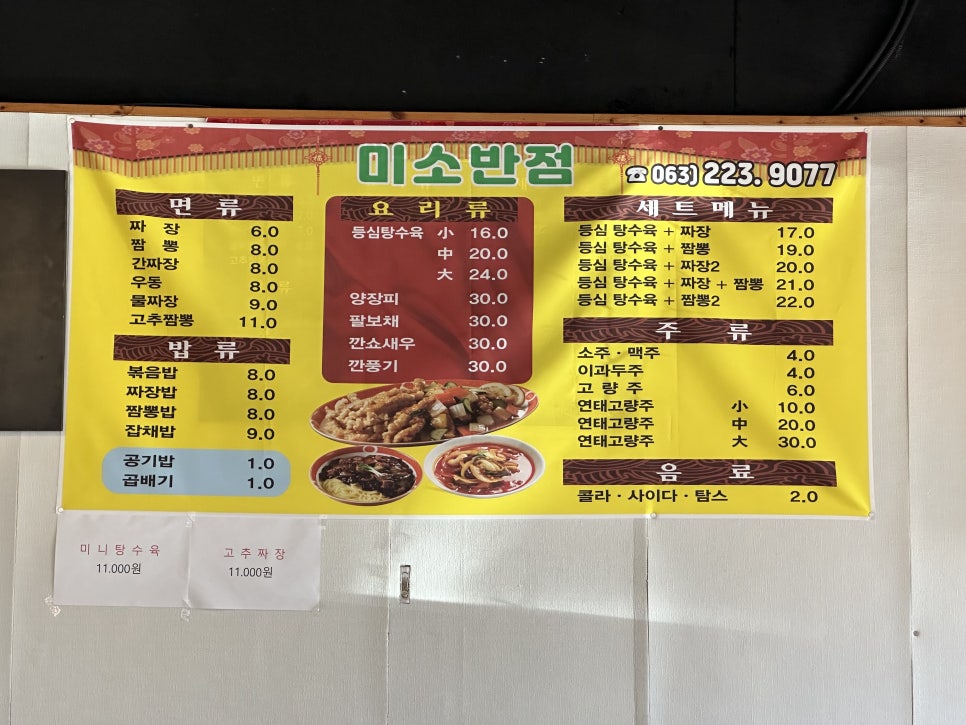 미소반점
☎ 063) 223. 9077
면 류
짜 장 6.0
짬 뽕 8.0
간짜장 8.0
우동 8.0
물짜장 9.0
고추짬뽕 11.0
밥 류
볶음밥 8.0
짜장밥 8.0
짬뽕밥 8.0
잡채밥 9.0
공기밥 1.0
곱배기 1.0
요 리 류
등심탕수육 小 16.0
中 20.0
大 24.0
양장피 30.0
팔보채 30.0
깐쇼새우 30.0
깐풍기 30.0
세 트 메 뉴
등심 탕수육 + 짜장 17.0
등심 탕수육 + 짬뽕 19.0
등심 탕수육 + 짜장2 20.0
등심 탕수육 + 짜장 + 짬뽕 21.0
등심 탕수육 + 짬뽕2 22.0
주 류
소주 · 맥주 4.0
이과두주 4.0
고 량 주 6.0
연태고량주 小 10.0
연태고량주 中 20.0
연태고량주 大 30.0
음 료
콜라 · 사이다 · 탐스 2.0
미니탕수육
11.000원
고추짜장
11.000원